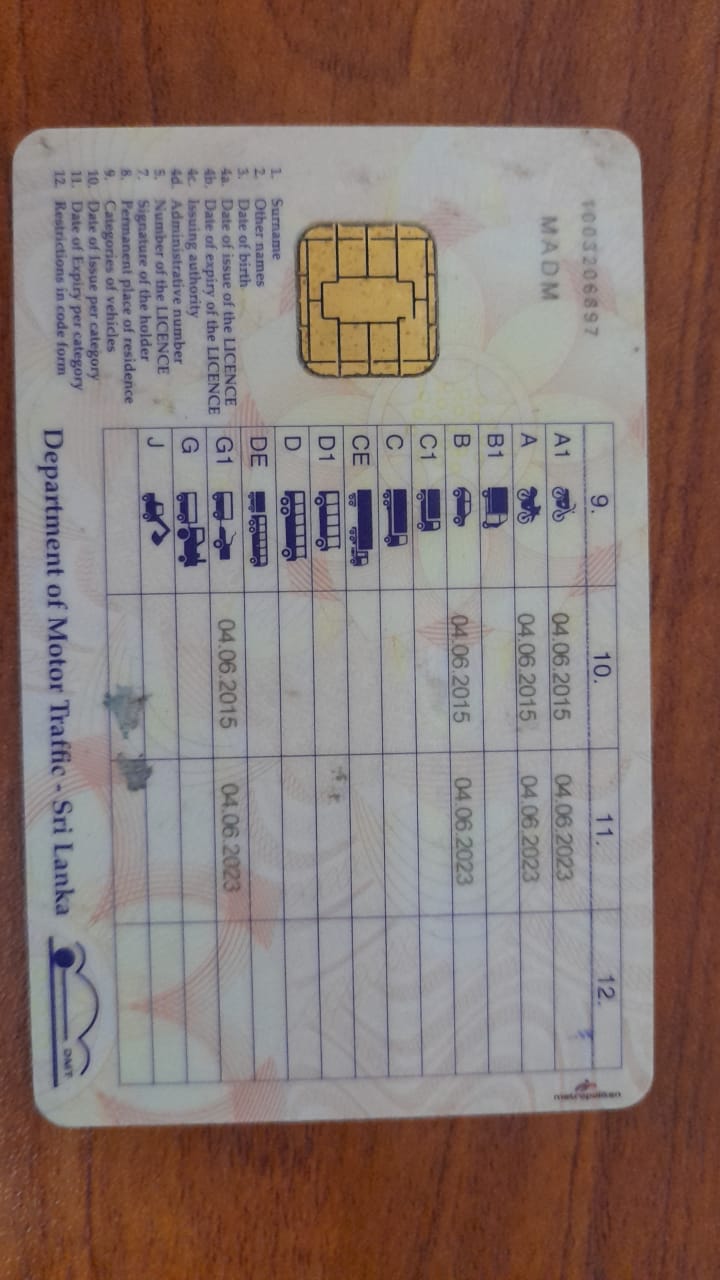 1003206897
MADM
1. Surname
2. Other names
3. Date of birth
4a. Date of issue of the LICENCE
4b. Date of expiry of the LICENCE
4c. Issuing authority
4d. Administrative number
5. Number of the LICENCE
7. Signature of the holder
8. Permanent place of residence
9. Categories of vehicles
10. Date of Issue per category
11. Date of Expiry per category
12. Restrictions in code form
9. 10. 11. 12.
A1 04.06.2015 04.06.2023
A 04.06.2015 04.06.2023
B1
B 04.06.2015 04.06.2023
C1
C
CE
D1
D
DE
G1 04.06.2015 04.06.2023
G
J
Department of Motor Traffic - Sri Lanka
DMT
metropolitan